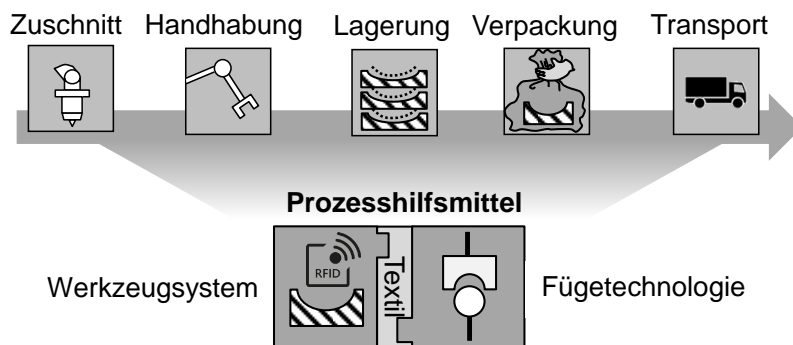 Zuschnitt Handhabung Lagerung Verpackung Transport
Prozesshilfsmittel
Werkzeugsystem
RFID
Textil
Fügetechnologie